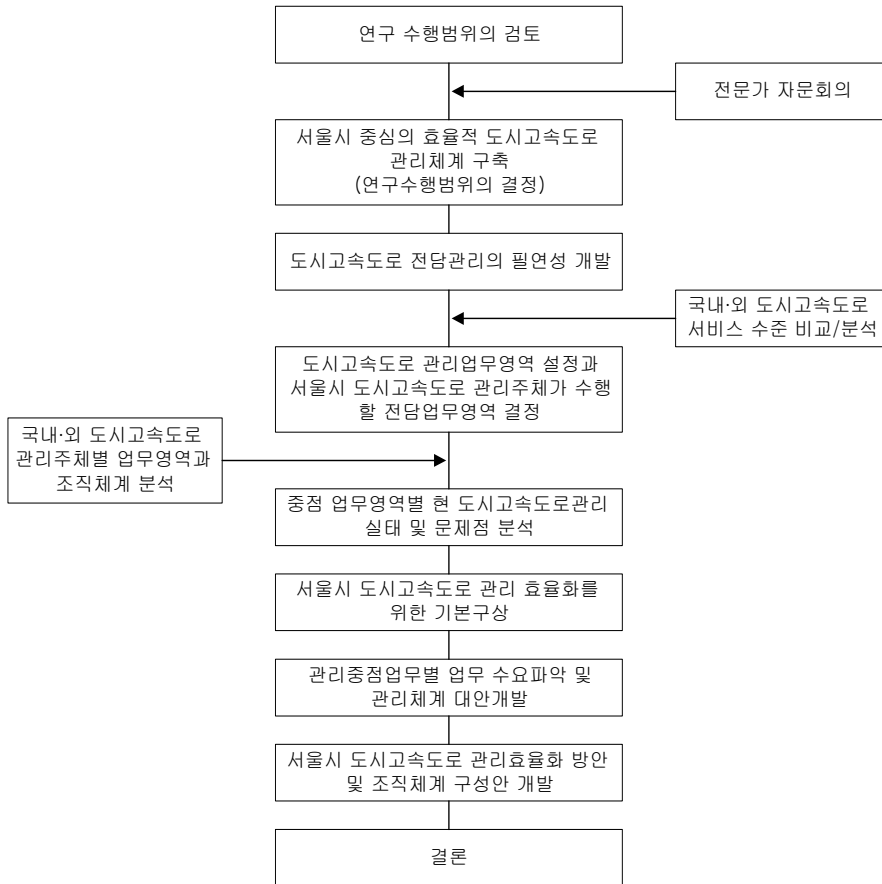 연구 수행범위의 검토
전문가 자문회의
서울시 중심의 효율적 도시고속도로
관리체계 구축
(연구수행범위의 결정)
도시고속도로 전담관리의 필연성 개발
국내·외 도시고속도로
서비스 수준 비교/분석
도시고속도로 관리업무영역 설정과
서울시 도시고속도로 관리주체가 수행
할 전담업무영역 결정
국내·외 도시고속도로
관리주체별 업무영역과
조직체계 분석
중점 업무영역별 현 도시고속도로관리
실태 및 문제점 분석
서울시 도시고속도로 관리 효율화를
위한 기본구상
관리중점업무별 업무 수요파악 및
관리체계 대안개발
서울시 도시고속도로 관리효율화 방안
및 조직체계 구성안 개발
결론